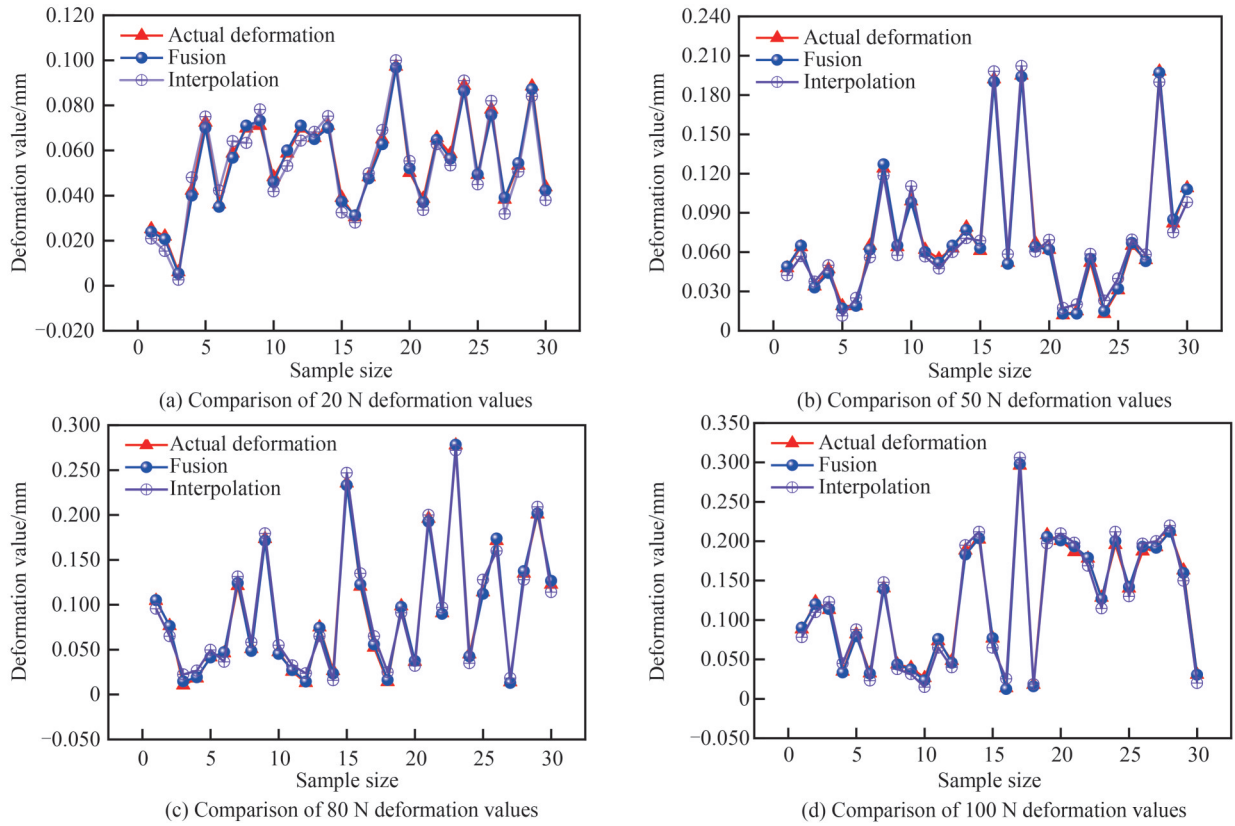 0.120
0.100
0.080
0.060
0.040
0.020
0
−0.020
Deformation value/mm
Actual deformation
Fusion
Interpolation
0 5 10 15 20 25 30
Sample size
(a) Comparison of 20 N deformation values
0.240
0.210
0.180
0.150
0.120
0.090
0.060
0.030
0
Deformation value/mm
Actual deformation
Fusion
Interpolation
0 5 10 15 20 25 30
Sample size
(b) Comparison of 50 N deformation values
0.300
0.250
0.200
0.150
0.100
0.050
0
−0.050
Deformation value/mm
Actual deformation
Fusion
Interpolation
0 5 10 15 20 25 30
Sample size
(c) Comparison of 80 N deformation values
0.350
0.300
0.250
0.200
0.150
0.100
0.050
0
−0.050
Deformation value/mm
Actual deformation
Fusion
Interpolation
0 5 10 15 20 25 30
Sample size
(d) Comparison of 100 N deformation values